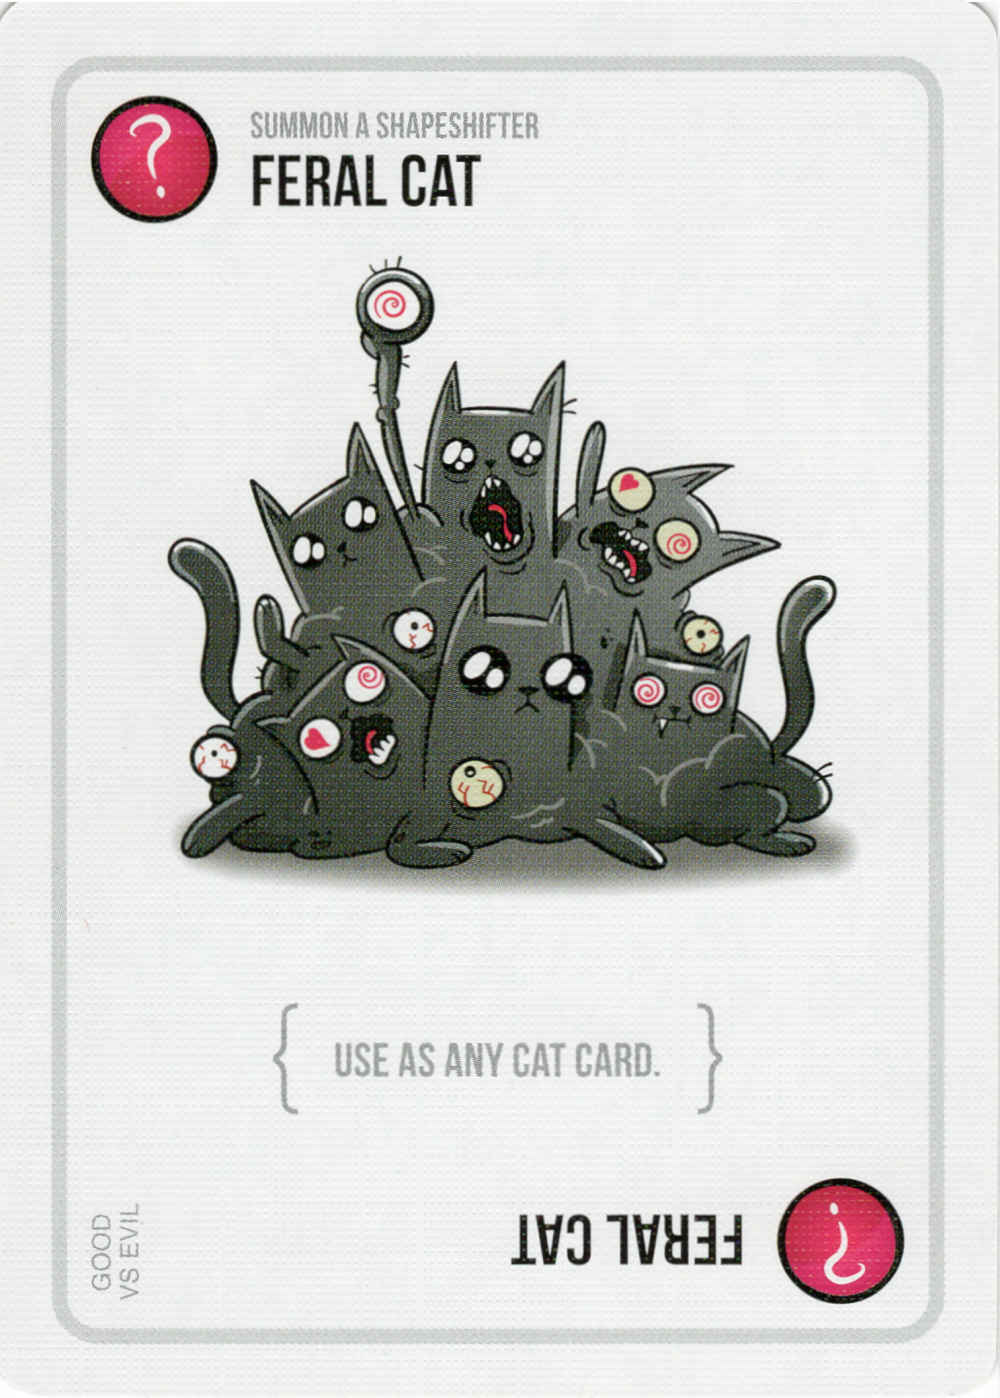 ?
SUMMON A SHAPESHIFTER
FERAL CAT
USE AS ANY CAT CARD.
GOOD
VS EVIL
FERAL CAT
?